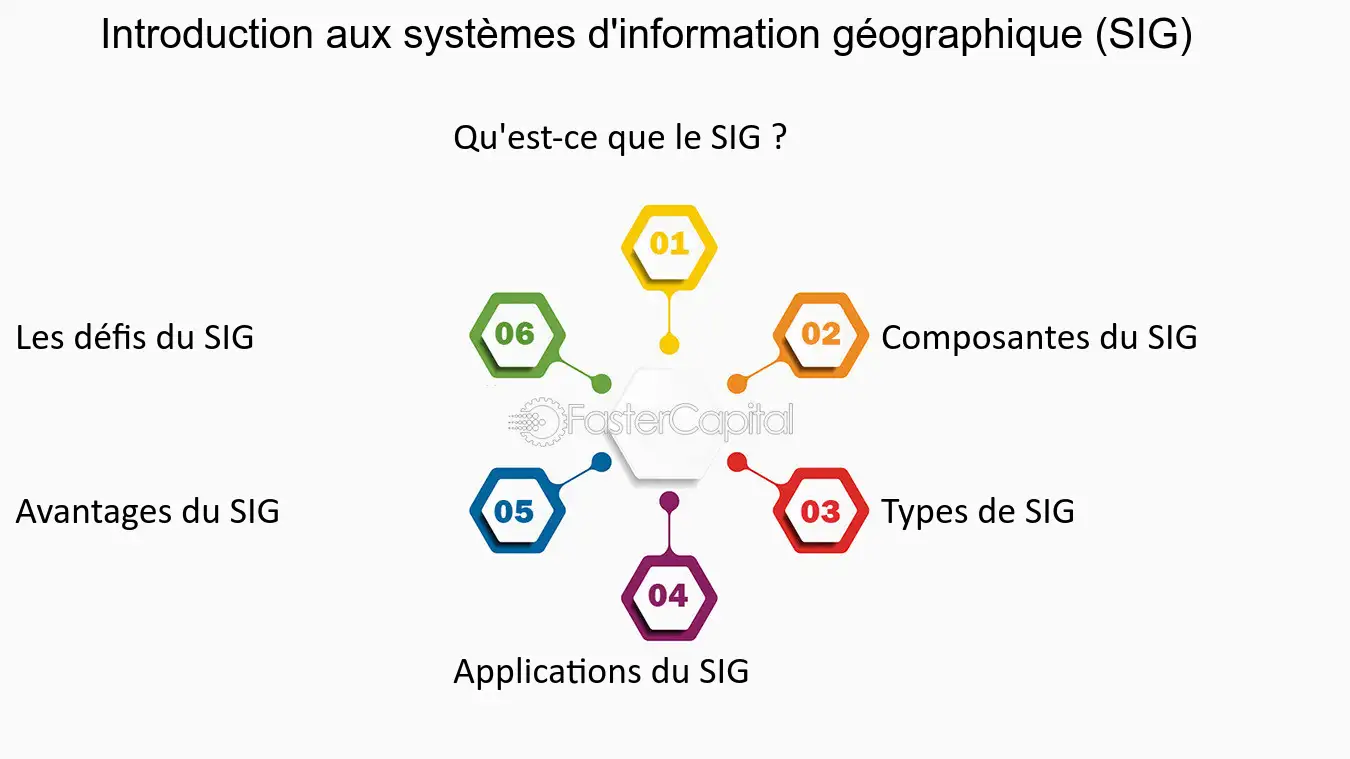 Introduction aux systèmes d'information géographique (SIG)
Qu'est-ce que le SIG ?
01
02
Composantes du SIG
03
Types de SIG
04
Applications du SIG
05
Avantages du SIG
06
Les défis du SIG
FasterCapital